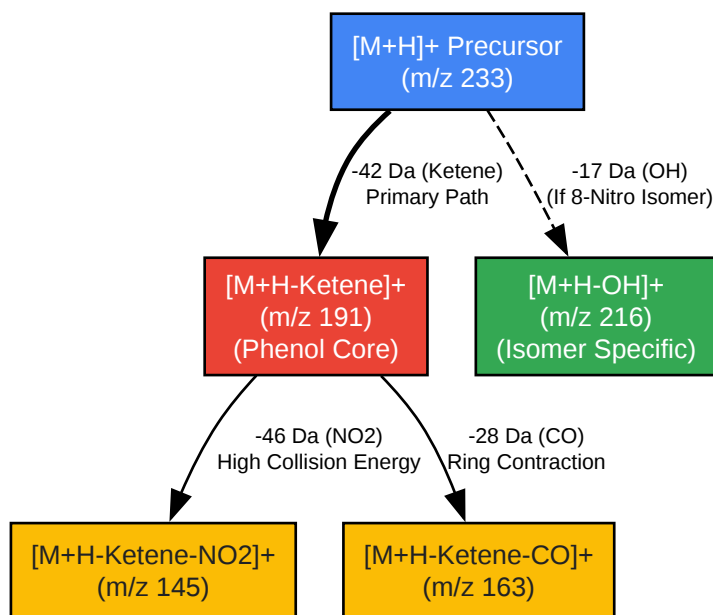 [M+H]+ Precursor
(m/z 233)
-42 Da (Ketene)
Primary Path
-17 Da (OH)
(If 8-Nitro Isomer)
[M+H-Ketene]+
(m/z 191)
(Phenol Core)
[M+H-OH]+
(m/z 216)
(Isomer Specific)
-46 Da (NO2)
High Collision Energy
-28 Da (CO)
Ring Contraction
[M+H-Ketene-NO2]+
(m/z 145)
[M+H-Ketene-CO]+
(m/z 163)